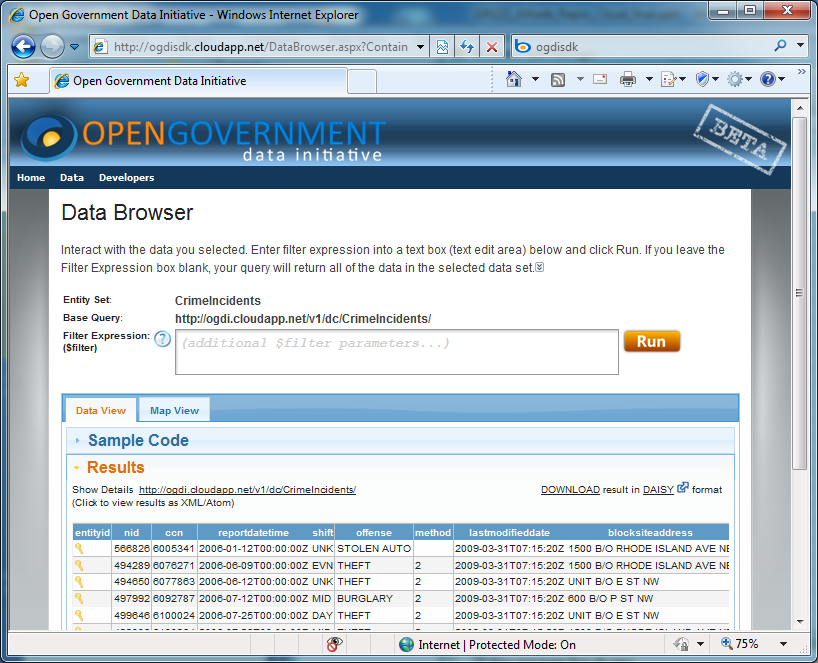 Open Government Data Initiative - Windows Internet Explorer
http://ogdisdk.cloudapp.net/DataBrowser.aspx?Contain
ogdisdk
Open Government Data Initiative
OPENGOVERNMENT
data initiative
BETA
Home Data Developers
Data Browser
Interact with the data you selected. Enter filter expression into a text box (text edit area) below and click Run. If you leave the
Filter Expression box blank, your query will return all of the data in the selected data set.
Entity Set: CrimeIncidents
Base Query: http://ogdi.cloudapp.net/v1/dc/CrimeIncidents/
Filter Expression: ? (additional $filter parameters...) Run
($filter)
Data View Map View
Sample Code
Results
Show Details http://ogdi.cloudapp.net/v1/dc/CrimeIncidents/ DOWNLOAD result in DAISY format
(Click to view results as XML/Atom)
entityid nid ccn reportdatetime shift offense method lastmodifieddate blocksiteaddress
566826 6005341 2006-01-12T00:00:00Z UNK STOLEN AUTO 2009-03-31T07:15:20Z 1500 B/O RHODE ISLAND AVE NE
494289 6076271 2006-06-09T00:00:00Z EVN THEFT 2 2009-03-31T07:15:20Z 1500 B/O RHODE ISLAND AVE NE
494650 6077863 2006-06-12T00:00:00Z UNK THEFT 2 2009-03-31T07:15:20Z UNIT B/O E ST NW
497992 6092787 2006-07-12T00:00:00Z MID BURGLARY 2 2009-03-31T07:15:20Z 600 B/O P ST NW
499646 6100024 2006-07-25T00:00:00Z DAY THEFT 2 2009-03-31T07:15:20Z UNIT B/O E ST NW
Internet | Protected Mode: On 75%